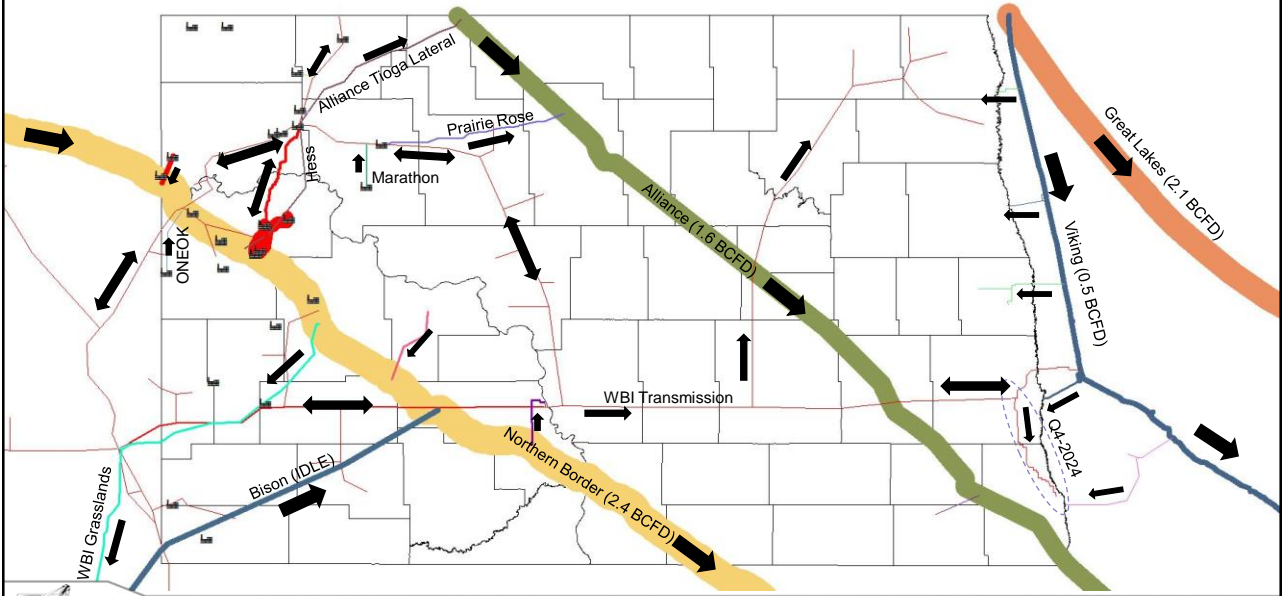 Alliance Tioga Lateral
Prairie Rose
Hess
Marathon
ONEOK
Great Lakes (2.1 BCFD)
Alliance (1.6 BCFD)
Viking (0.5 BCFD)
WBI Transmission
Q4-2024
Northern Border (2.4 BCFD)
Bison (IDLE)
WBI Grasslands